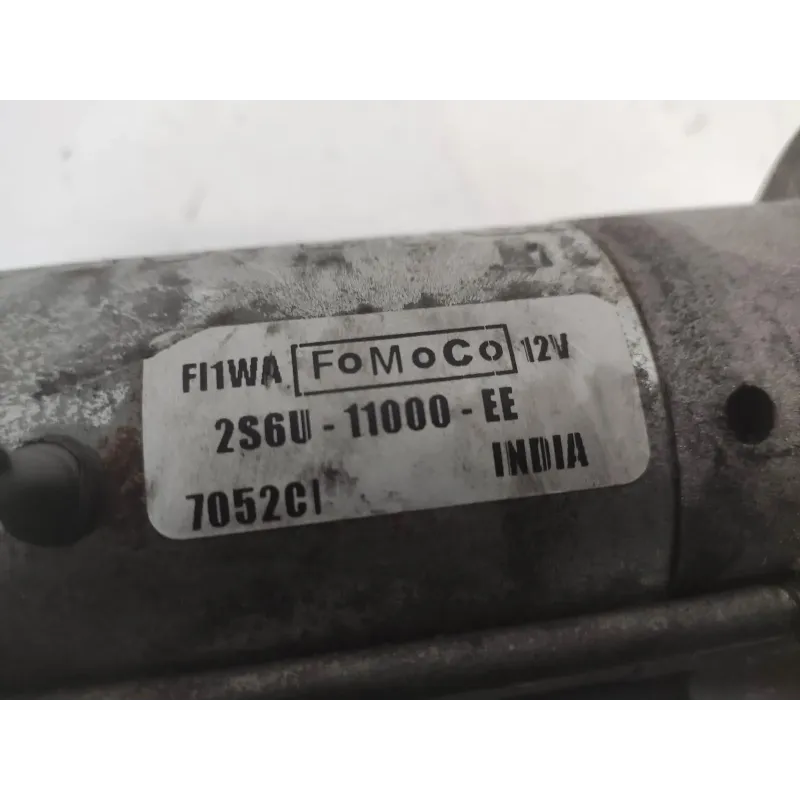 FI1WA FoMoCo 12V
2S6U - 11000 - EE
INDIA
7052CI